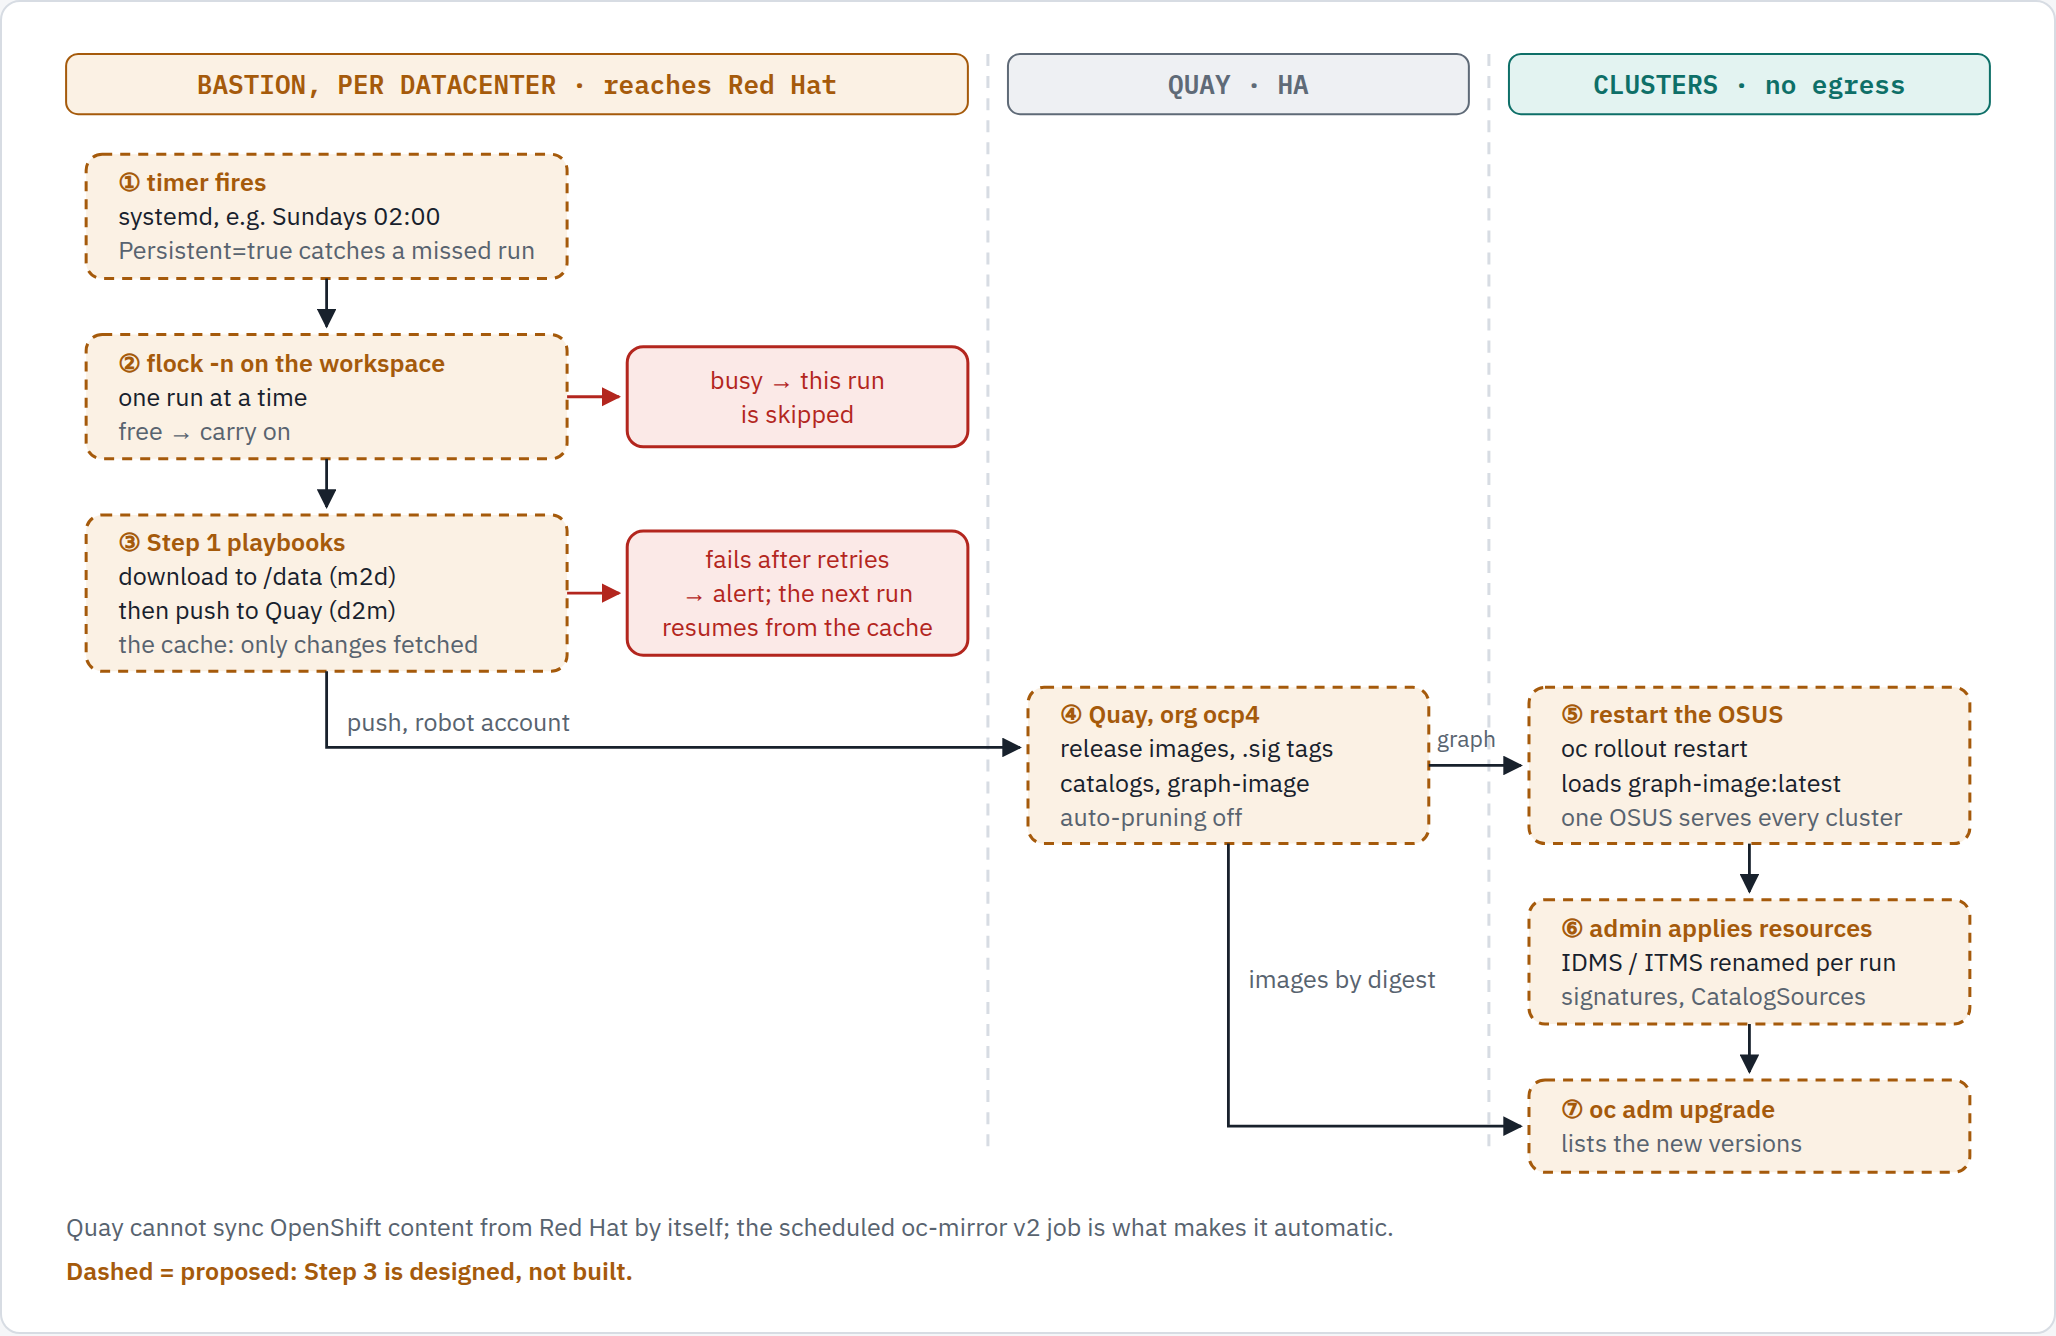 BASTION, PER DATACENTER · reaches Red Hat
QUAY · HA
CLUSTERS · no egress
① timer fires
systemd, e.g. Sundays 02:00
Persistent=true catches a missed run
② flock -n on the workspace
one run at a time
free → carry on
busy → this run
is skipped
③ Step 1 playbooks
download to /data (m2d)
then push to Quay (d2m)
the cache: only changes fetched
fails after retries
→ alert; the next run
resumes from the cache
push, robot account
④ Quay, org ocp4
release images, .sig tags
catalogs, graph-image
auto-pruning off
graph
⑤ restart the OSUS
oc rollout restart
loads graph-image:latest
one OSUS serves every cluster
⑥ admin applies resources
IDMS / ITMS renamed per run
signatures, CatalogSources
images by digest
⑦ oc adm upgrade
lists the new versions
Quay cannot sync OpenShift content from Red Hat by itself; the scheduled oc-mirror v2 job is what makes it automatic.
Dashed = proposed: Step 3 is designed, not built.